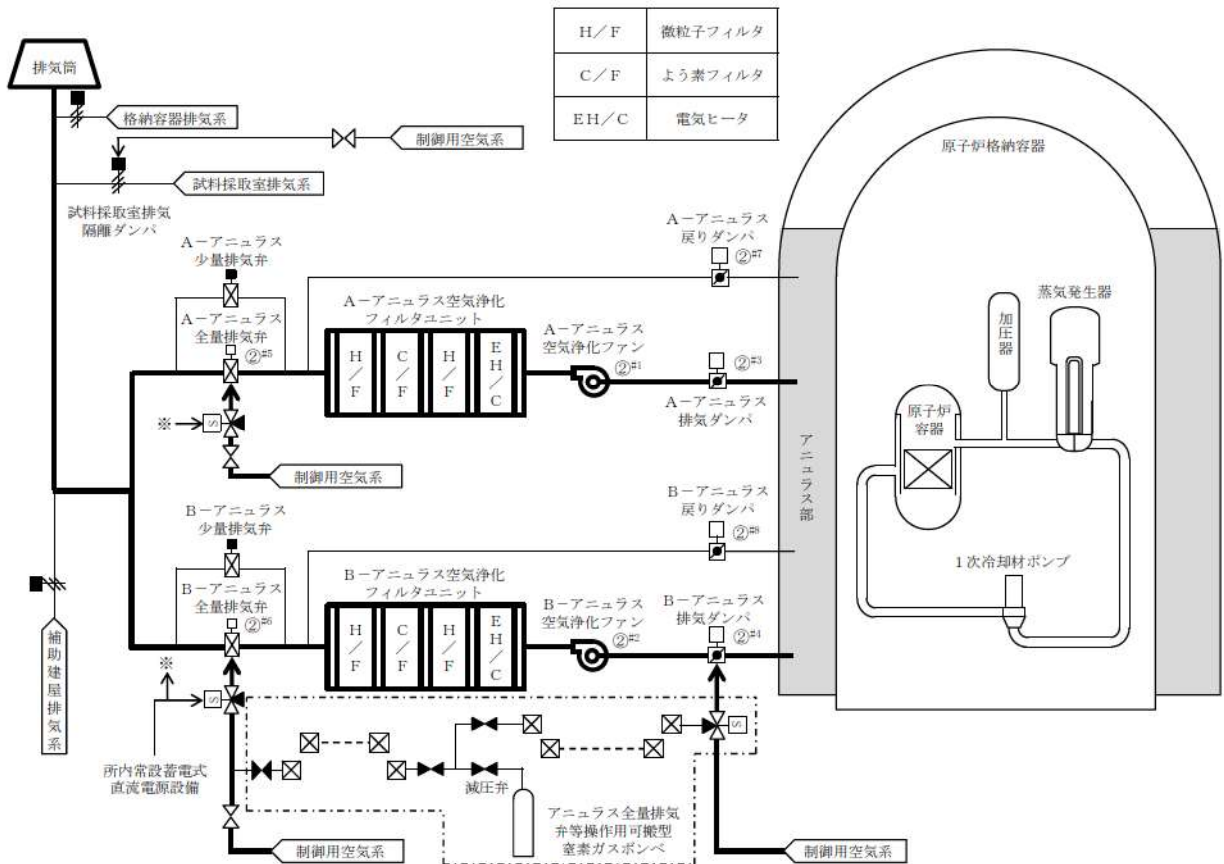 H／F 微粒子フィルタ
C／F よう素フィルタ
EH／C 電気ヒータ
排気筒
格納容器排気系
制御用空気系
試料採取室排気系
試料採取室排気
隔離ダンパ
原子炉格納容器
A－アニュラス
戻りダンパ
②#7
A－アニュラス
少量排気弁
A－アニュラス
全量排気弁
②#5
A－アニュラス空気浄化
フィルタユニット
H／F
C／F
H／F
EH／C
A－アニュラス
空気浄化ファン
②#1
②#3
A－アニュラス
排気ダンパ
※
S
制御用空気系
蒸気発生器
加圧器
原子炉
容器
アニュラス部
1次冷却材ポンプ
B－アニュラス
戻りダンパ
②#8
B－アニュラス
少量排気弁
B－アニュラス
全量排気弁
②#6
B－アニュラス空気浄化
フィルタユニット
H／F
C／F
H／F
EH／C
B－アニュラス
空気浄化ファン
②#2
B－アニュラス
排気ダンパ
②#4
補助建屋排気系
※
S
S
所内常設蓄電式
直流電源設備
減圧弁
アニュラス全量排気
弁等操作用可搬型
窒素ガスボンベ
制御用空気系
制御用空気系